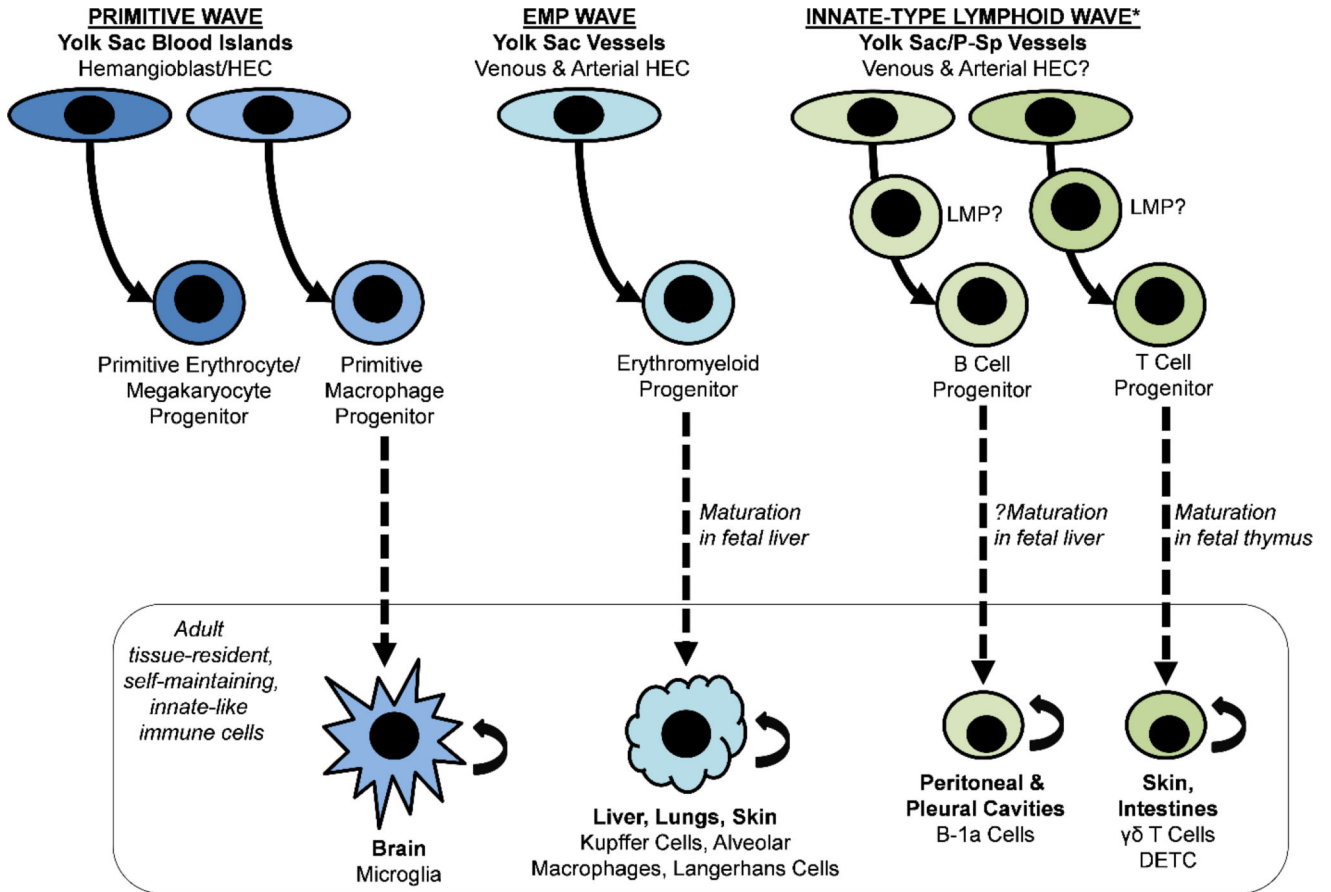 PRIMITIVE WAVE
Yolk Sac Blood Islands
Hemangioblast/HEC
EMP WAVE
Yolk Sac Vessels
Venous & Arterial HEC
INNATE-TYPE LYMPHOID WAVE*
Yolk Sac/P-Sp Vessels
Venous & Arterial HEC?
LMP?
LMP?
Primitive Erythrocyte/
Megakaryocyte
Progenitor
Primitive
Macrophage
Progenitor
Erythromyeloid
Progenitor
B Cell
Progenitor
T Cell
Progenitor
Maturation
in fetal liver
?Maturation
in fetal liver
Maturation
in fetal thymus
Adult
tissue-resident,
self-maintaining,
innate-like
immune cells
Brain
Microglia
Liver, Lungs, Skin
Kupffer Cells, Alveolar
Macrophages, Langerhans Cells
Peritoneal &
Pleural Cavities
B-1a Cells
Skin,
Intestines
γδ T Cells
DETC